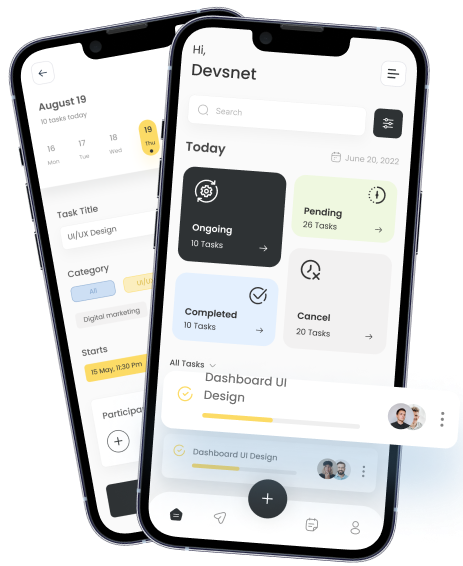 August 19
10 tasks today
16
17
18
19
Mon
Tue
Wed
Thu
Task Title
UI/UX Design
Category
All
Digital marketing
Starts
15 May, 11:30 Pm
Hi,
Devsnet
Search
Today
June 20, 2022
Ongoing
10 Tasks
Pending
26 Tasks
Completed
10 Tasks
Cancel
20 Tasks
All Tasks
Dashboard UI
Design
Dashboard UI Design